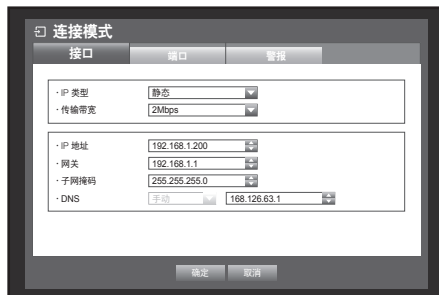 连接模式
接口 端口 警报
· IP 类型 静态
· 传输带宽 2Mbps
· IP 地址 192.168.1.200
· 网关 192.168.1.1
· 子网掩码 255.255.255.0
· DNS 手动 168.126.63.1
确定 取消